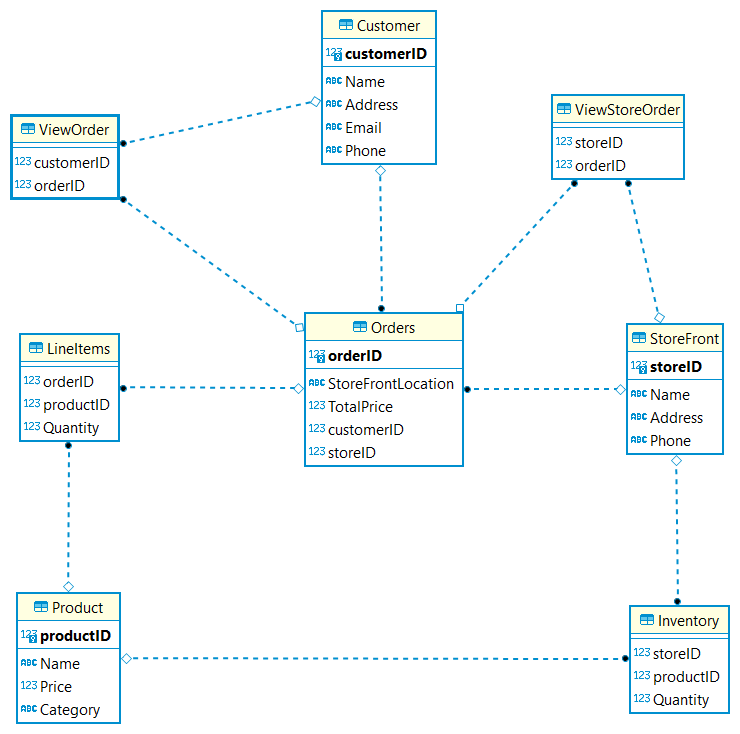 Customer
123 customerID
ABC Name
ABC Address
ABC Email
ABC Phone
ViewOrder
123 customerID
123 orderID
ViewStoreOrder
123 storeID
123 orderID
LineItems
123 orderID
123 productID
123 Quantity
Orders
123 orderID
ABC StoreFrontLocation
123 TotalPrice
123 customerID
123 storeID
StoreFront
123 storeID
ABC Name
ABC Address
ABC Phone
Product
123 productID
ABC Name
123 Price
ABC Category
Inventory
123 storeID
123 productID
123 Quantity